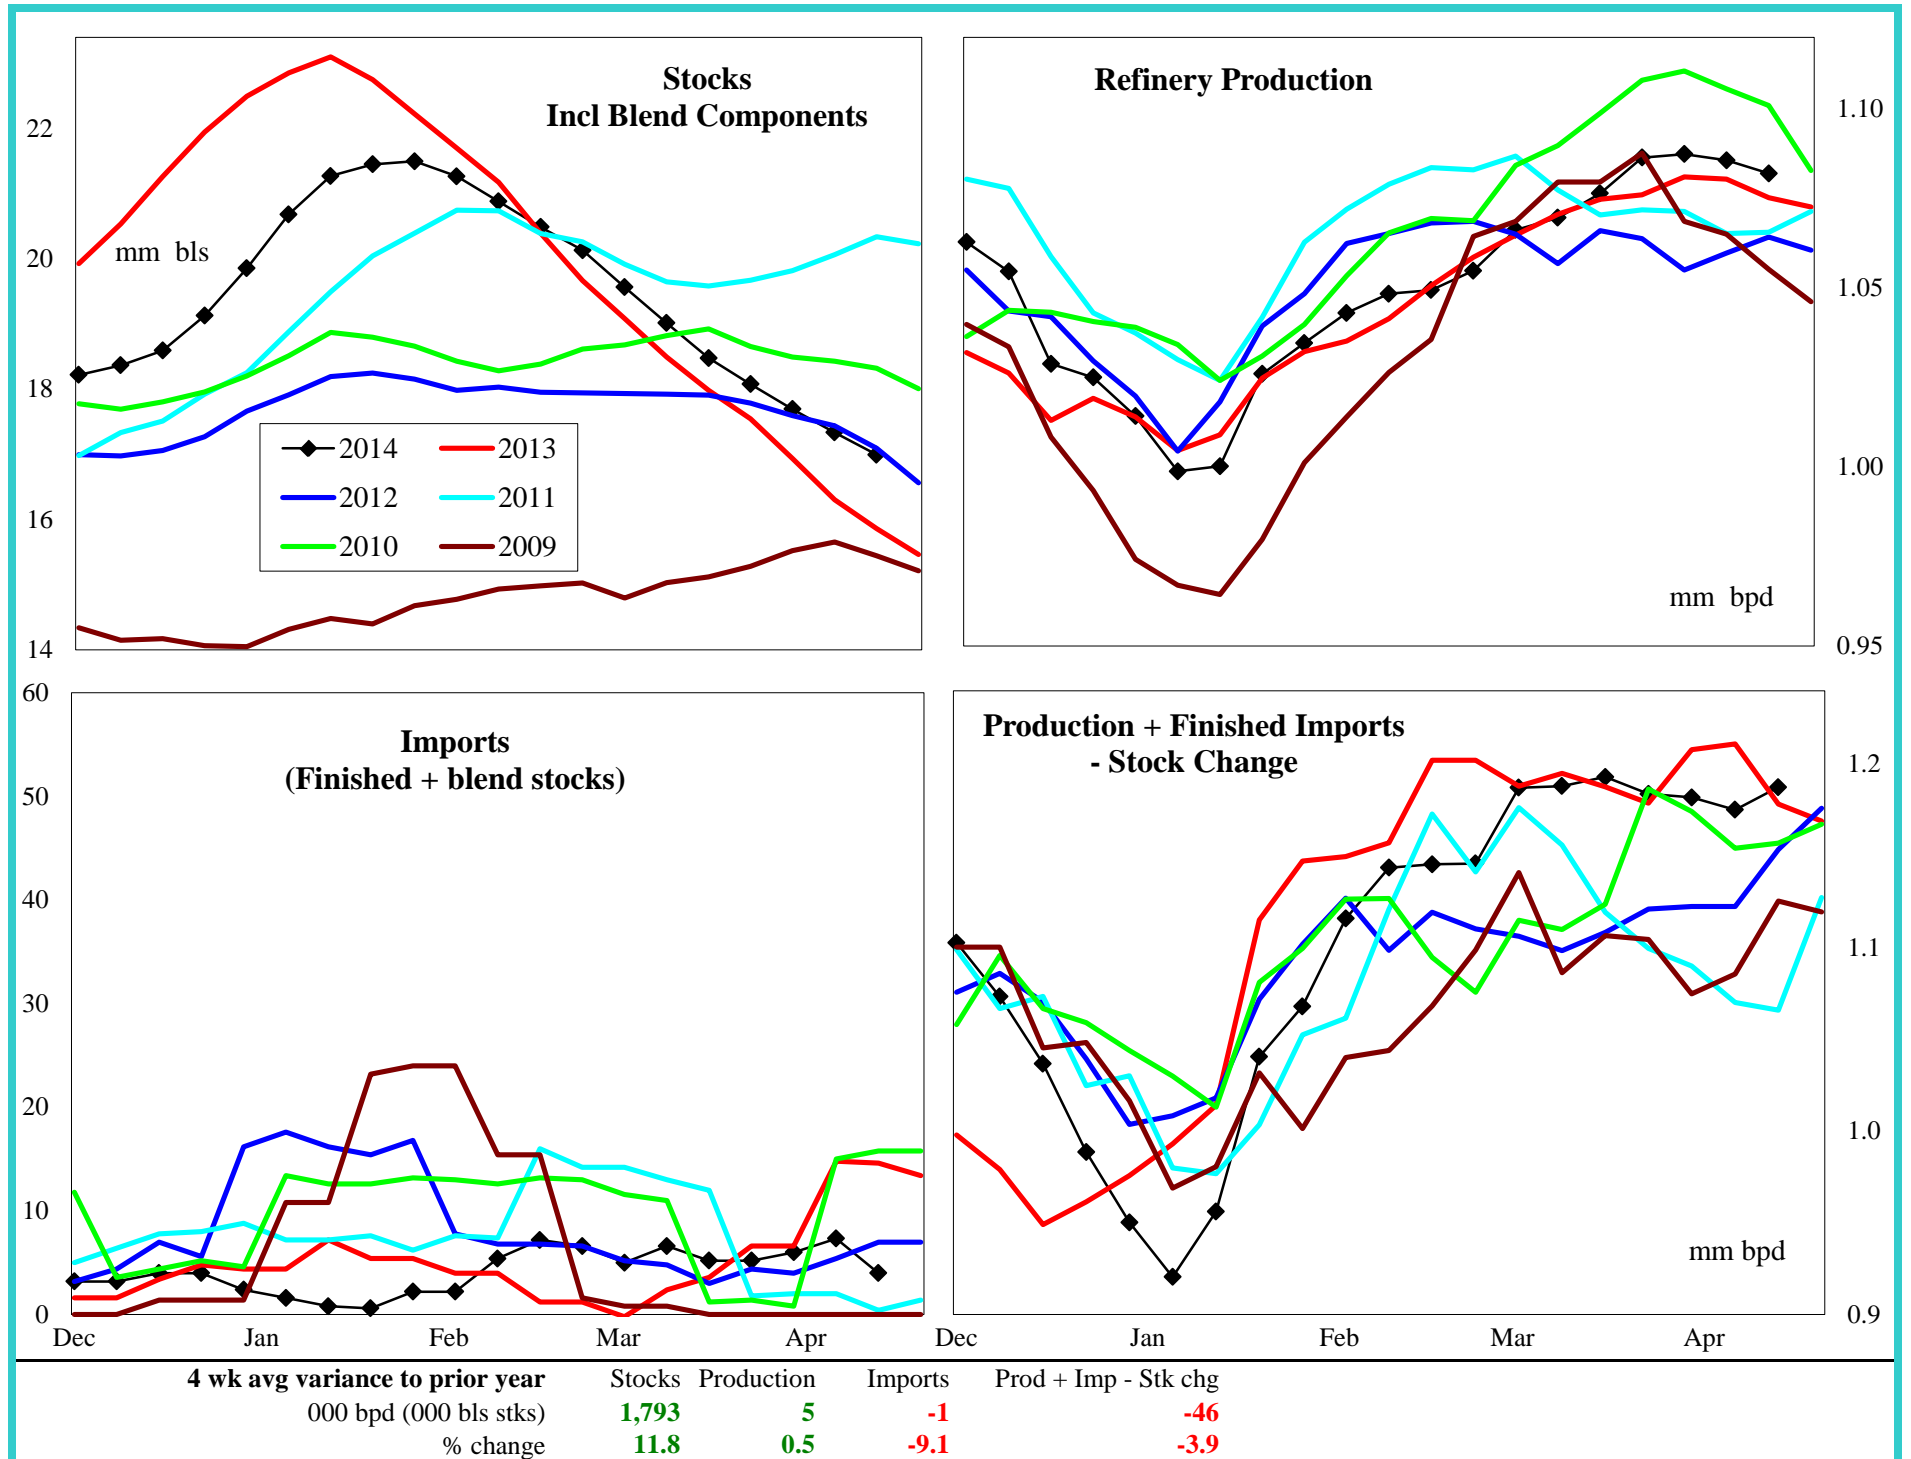 Stocks
Incl Blend Components
22
20
18
16
14
mm bls
2014
2013
2012
2011
2010
2009
Refinery Production
1.10
1.05
1.00
0.95
mm bpd
Imports
(Finished + blend stocks)
60
50
40
30
20
10
0
Dec Jan Feb Mar Apr
Production + Finished Imports
- Stock Change
1.2
1.1
1.0
0.9
mm bpd
Dec Jan Feb Mar Apr
4 wk avg variance to prior year Stocks Production Imports Prod + Imp - Stk chg
000 bpd (000 bls stks) 1,793 5 -1 -46
% change 11.8 0.5 -9.1 -3.9